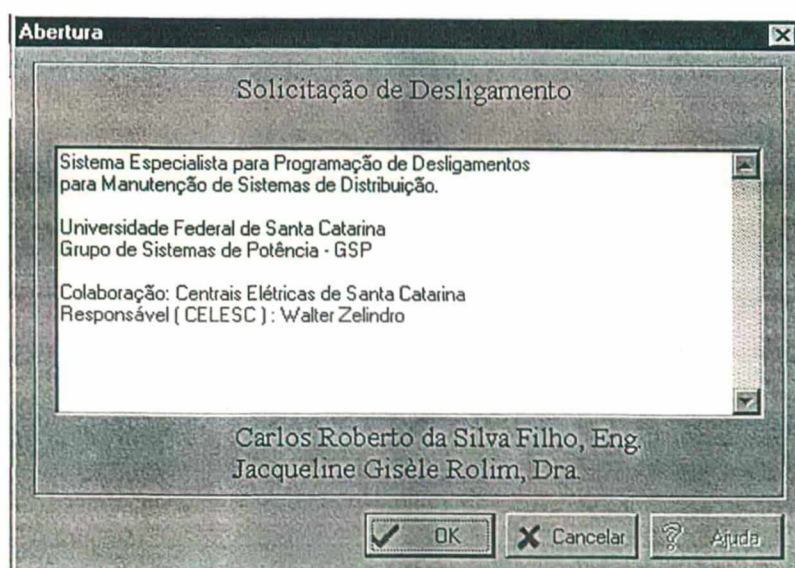 Abertura
Solicitação de Desligamento
Sistema Especialista para Programação de Desligamentos
para Manutenção de Sistemas de Distribuição.
Universidade Federal de Santa Catarina
Grupo de Sistemas de Potência - GSP
Colaboração: Centrais Elétricas de Santa Catarina
Responsável ( CELESC ) : Walter Zelindro
Carlos Roberto da Silva Filho, Eng.
Jacqueline Gisèle Rolim, Dra.
OK Cancelar Ajuda